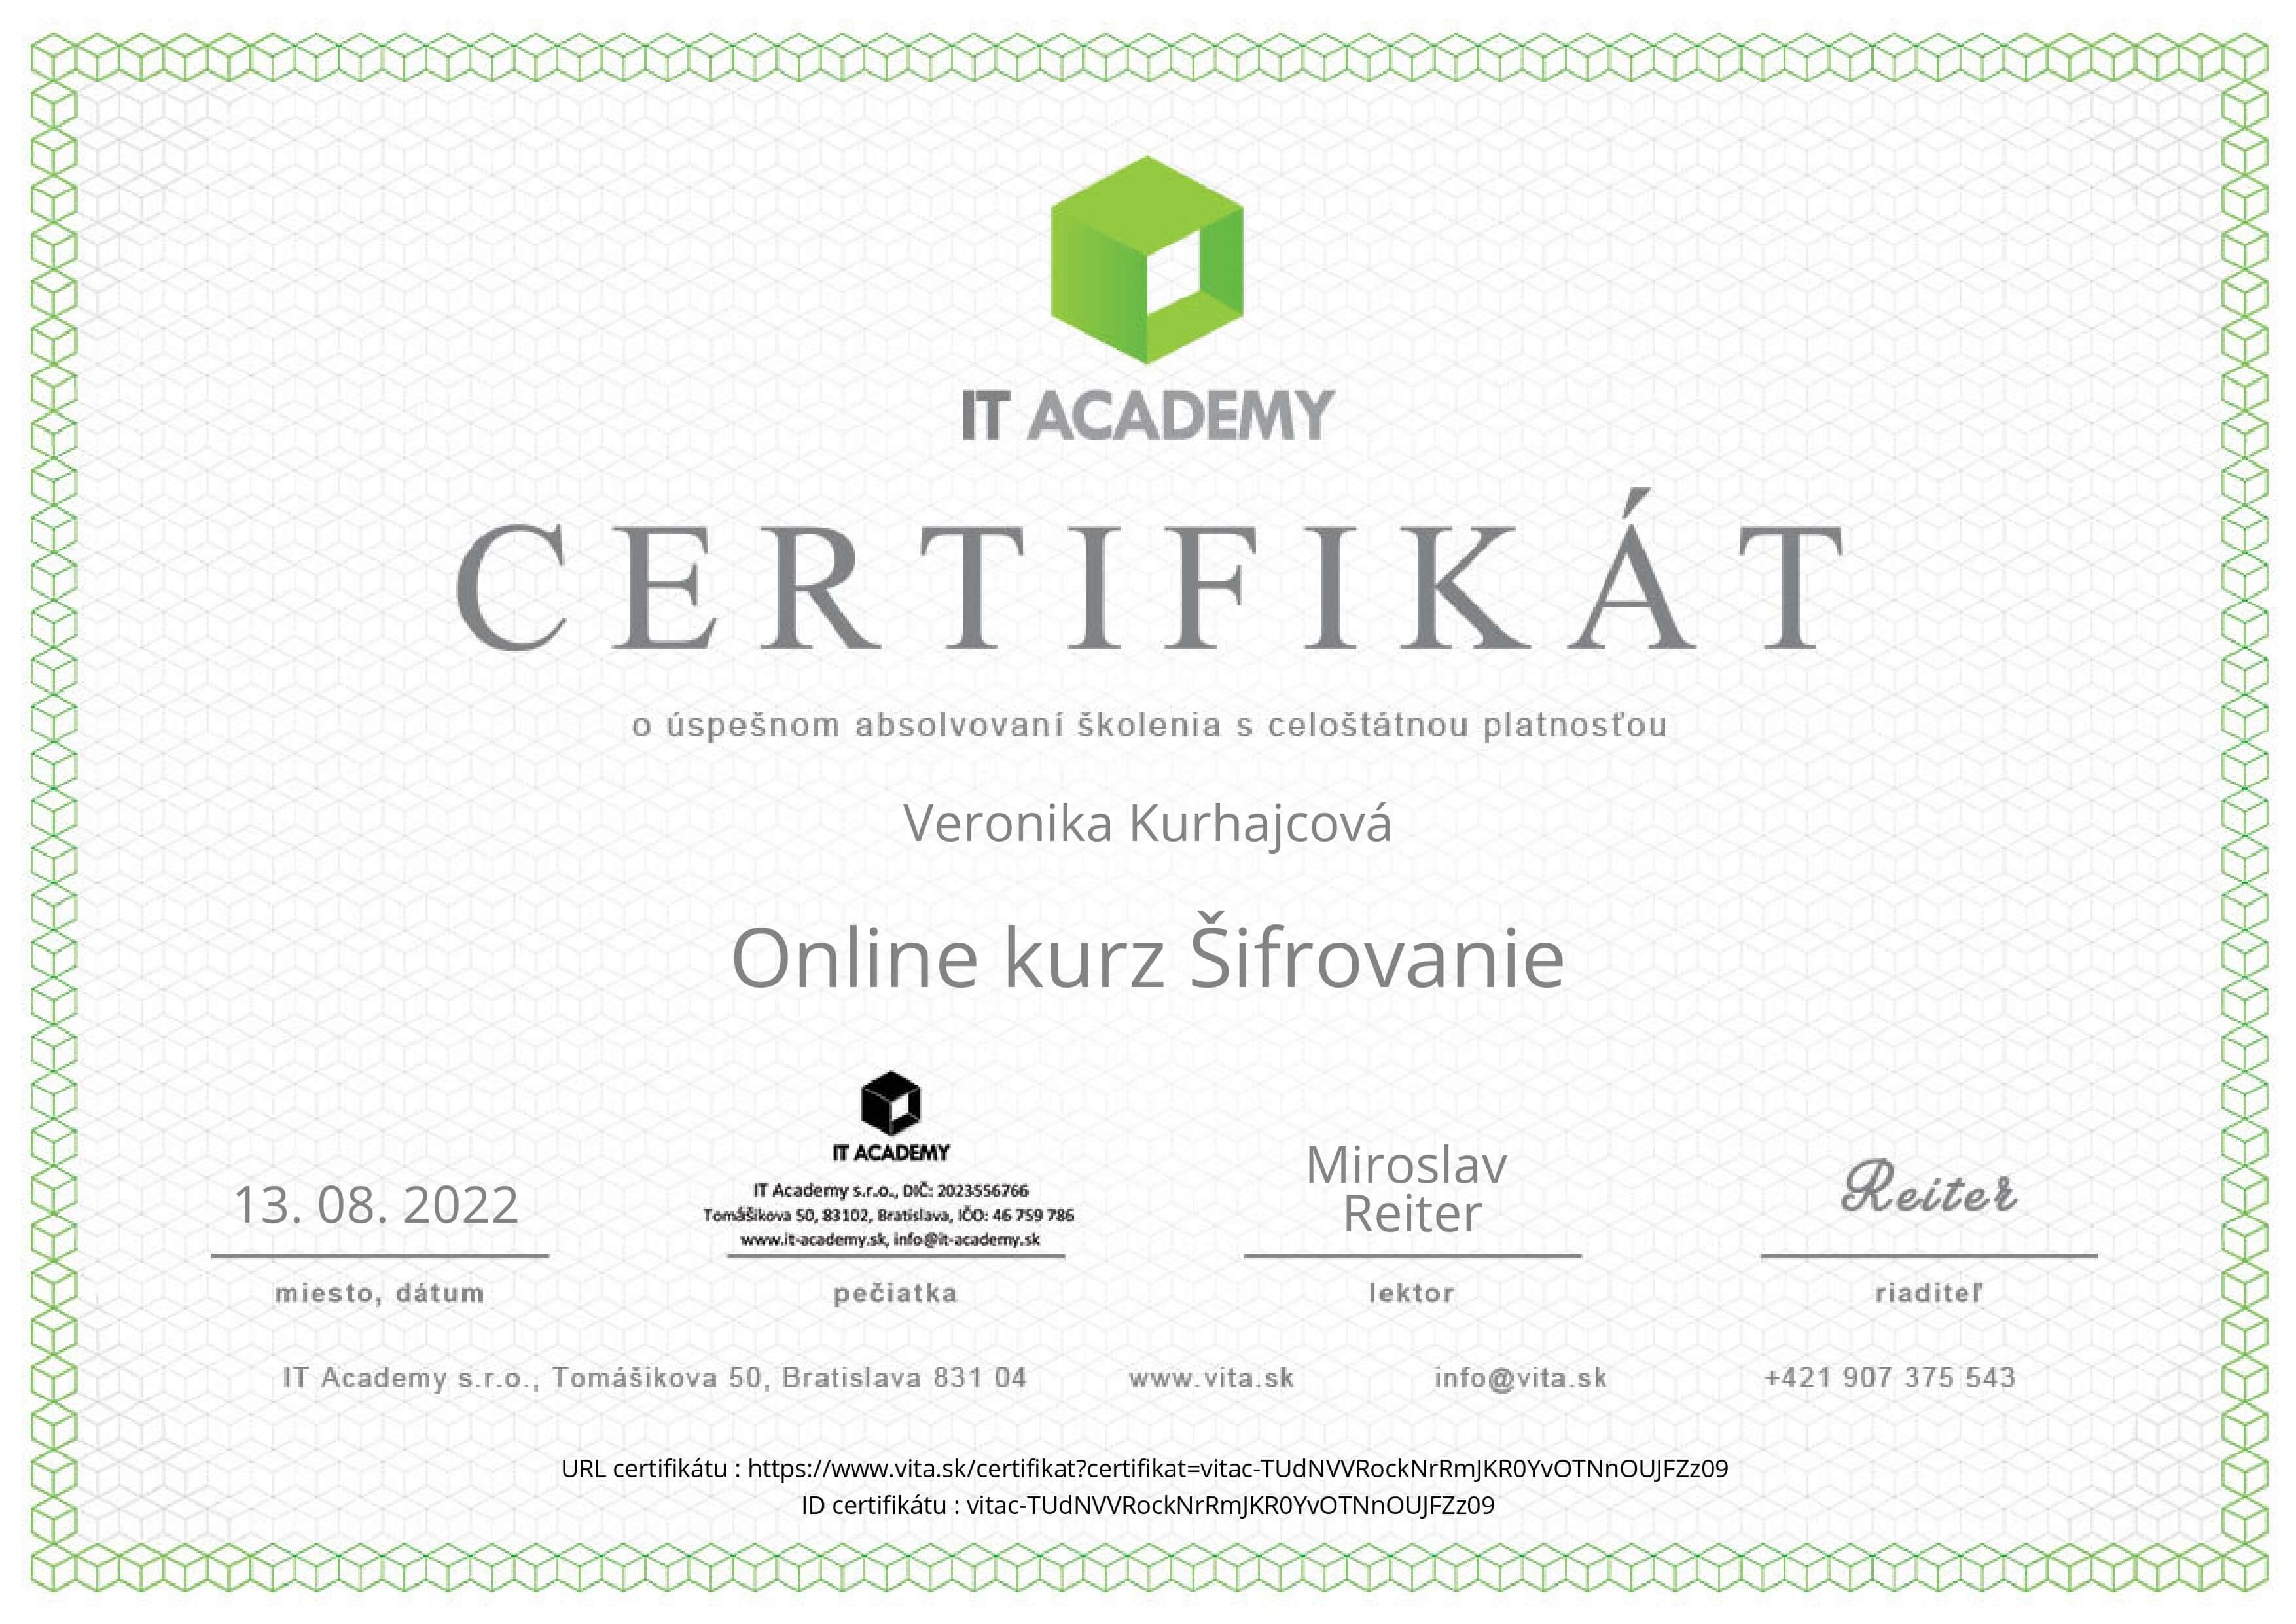 IT ACADEMY
CERTIFIKÁT
o úspešnom absolvovaní školenia s celoštátnou platnosťou
Veronika Kurhajcová
Online kurz Šifrovanie
13. 08. 2022
miesto, dátum
IT ACADEMY
IT Academy s.r.o., DIČ: 2023556766
Tomášikova 50, 83102, Bratislava, IČO: 46 759 786
www.it-academy.sk, info@it-academy.sk
pečiatka
Miroslav
Reiter
lektor
Reiter
riaditeľ
IT Academy s.r.o., Tomášikova 50, Bratislava 831 04 www.vita.sk info@vita.sk +421 907 375 543
URL certifikátu : https://www.vita.sk/certifikat?certifikat=vitac-TUdNVVRockNrRmJKR0YvOTNnOUJFZz09
ID certifikátu : vitac-TUdNVVRockNrRmJKR0YvOTNnOUJFZz09